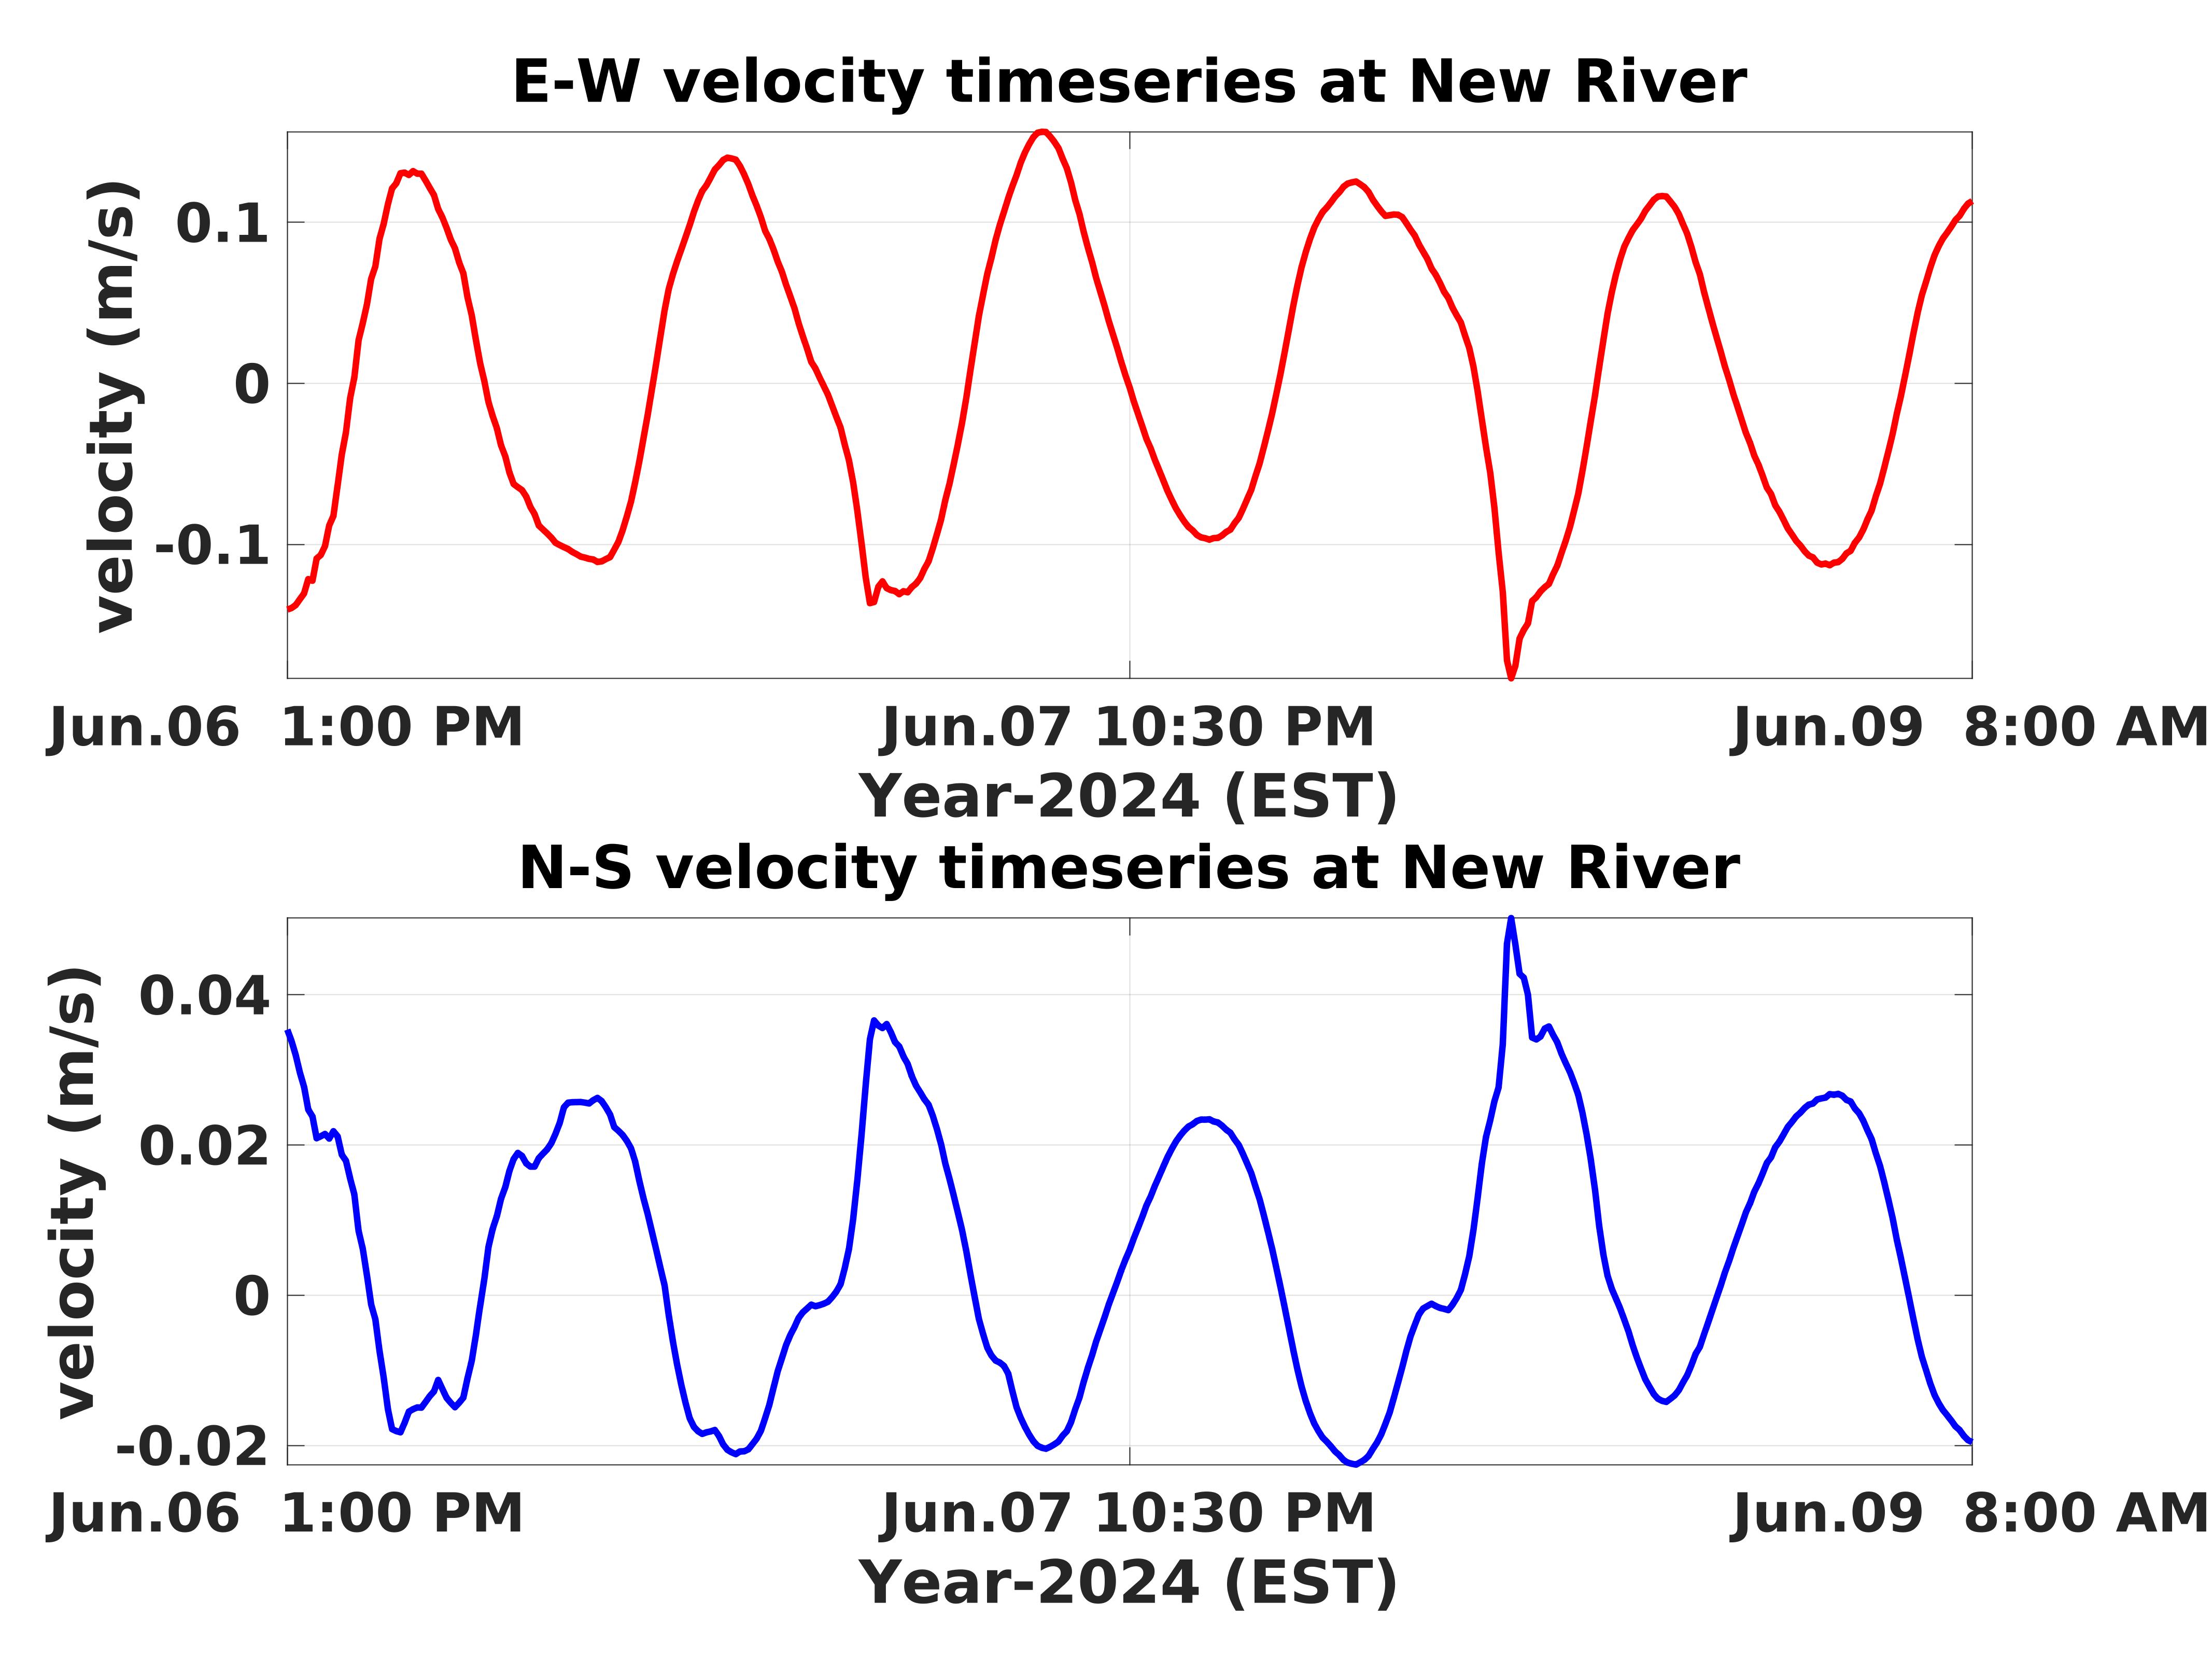 E-W velocity timeseries at New River
velocity (m/s)
0.1
0
-0.1
Jun.06  1:00 PM
Jun.07 10:30 PM
Jun.09  8:00 AM
Year-2024 (EST)
N-S velocity timeseries at New River
velocity (m/s)
0.04
0.02
0
-0.02
Jun.06  1:00 PM
Jun.07 10:30 PM
Jun.09  8:00 AM
Year-2024 (EST)